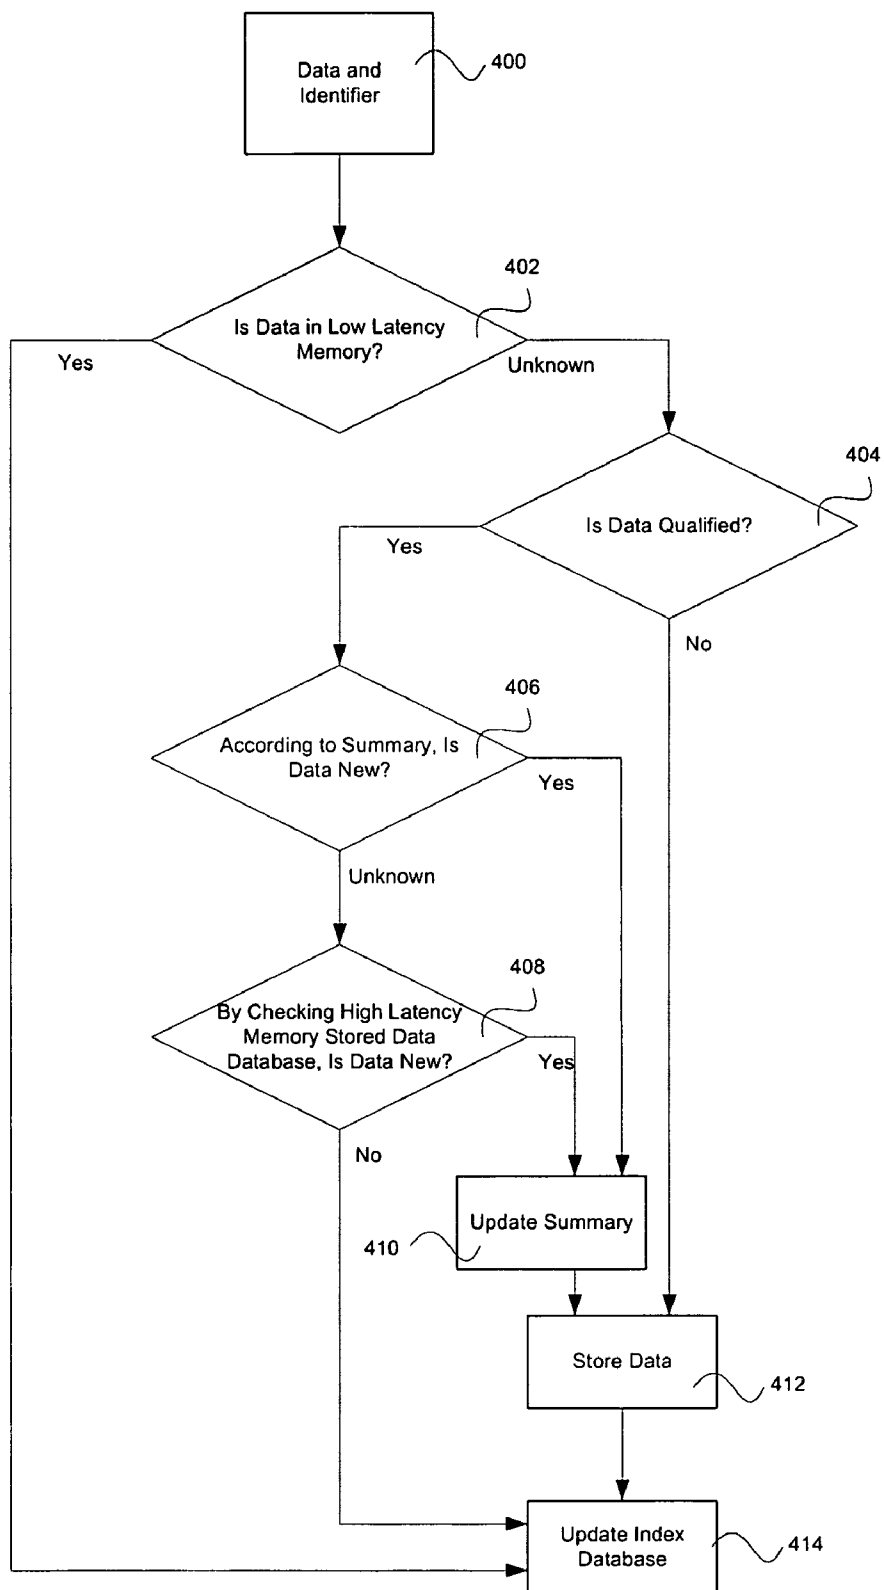 Data and
Identifier
400
402
Is Data in Low Latency
Memory?
Yes
Unknown
404
Is Data Qualified?
Yes
No
406
According to Summary, Is
Data New?
Yes
Unknown
408
By Checking High Latency
Memory Stored Data
Database, Is Data New?
Yes
No
Update Summary
410
Store Data
412
Update Index
Database
414